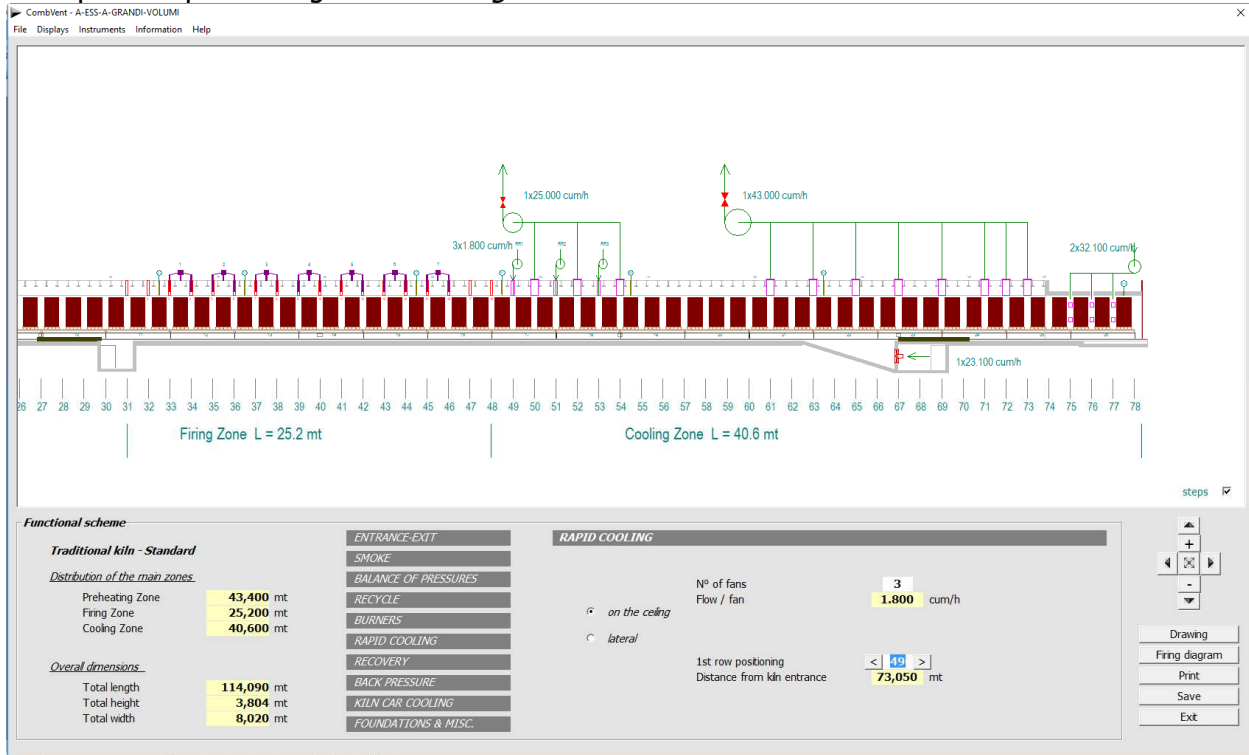 CombVent - A-ESS-A-GRANDI-VOLUMI
File Displays Instruments Information Help
1x25.000 cum/h
1x43.000 cum/h
3x1.800 cum/h
2x32.100 cum/h
1 2 3 4 5 6 7
1x23.100 cum/h
26 27 28 29 30 31 32 33 34 35 36 37 38 39 40 41 42 43 44 45 46 47 48 49 50 51 52 53 54 55 56 57 58 59 60 61 62 63 64 65 66 67 68 69 70 71 72 73 74 75 76 77 78
Firing Zone L = 25.2 mt
Cooling Zone L = 40.6 mt
steps
Functional scheme
Traditional kiln - Standard
Distribution of the main zones
Preheating Zone 43,400 mt
Firing Zone 25,200 mt
Cooling Zone 40,600 mt
Overall dimensions
Total length 114,090 mt
Total height 3,804 mt
Total width 8,020 mt
ENTRANCE-EXIT
SMOKE
BALANCE OF PRESSURES
RECYCLE
BURNERS
RAPID COOLING
RECOVERY
BACK PRESSURE
KILN CAR COOLING
FOUNDATIONS & MISC.
RAPID COOLING
N° of fans 3
Flow / fan 1.800 cum/h
on the ceiling
lateral
1st row positioning < 49 >
Distance from kiln entrance 73,050 mt
+
-
Drawing
Firing diagram
Print
Save
Exit